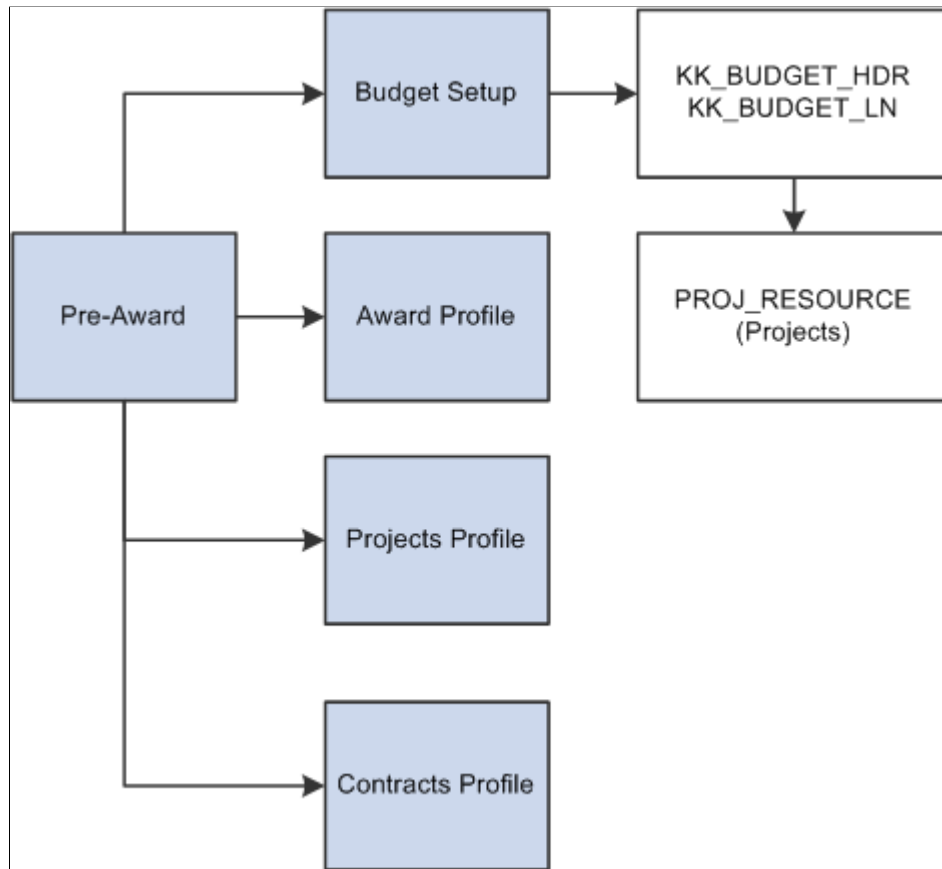 Budget Setup
KK_BUDGET_HDR
KK_BUDGET_LN
Pre-Award
Award Profile
PROJ_RESOURCE
(Projects)
Projects Profile
Contracts Profile